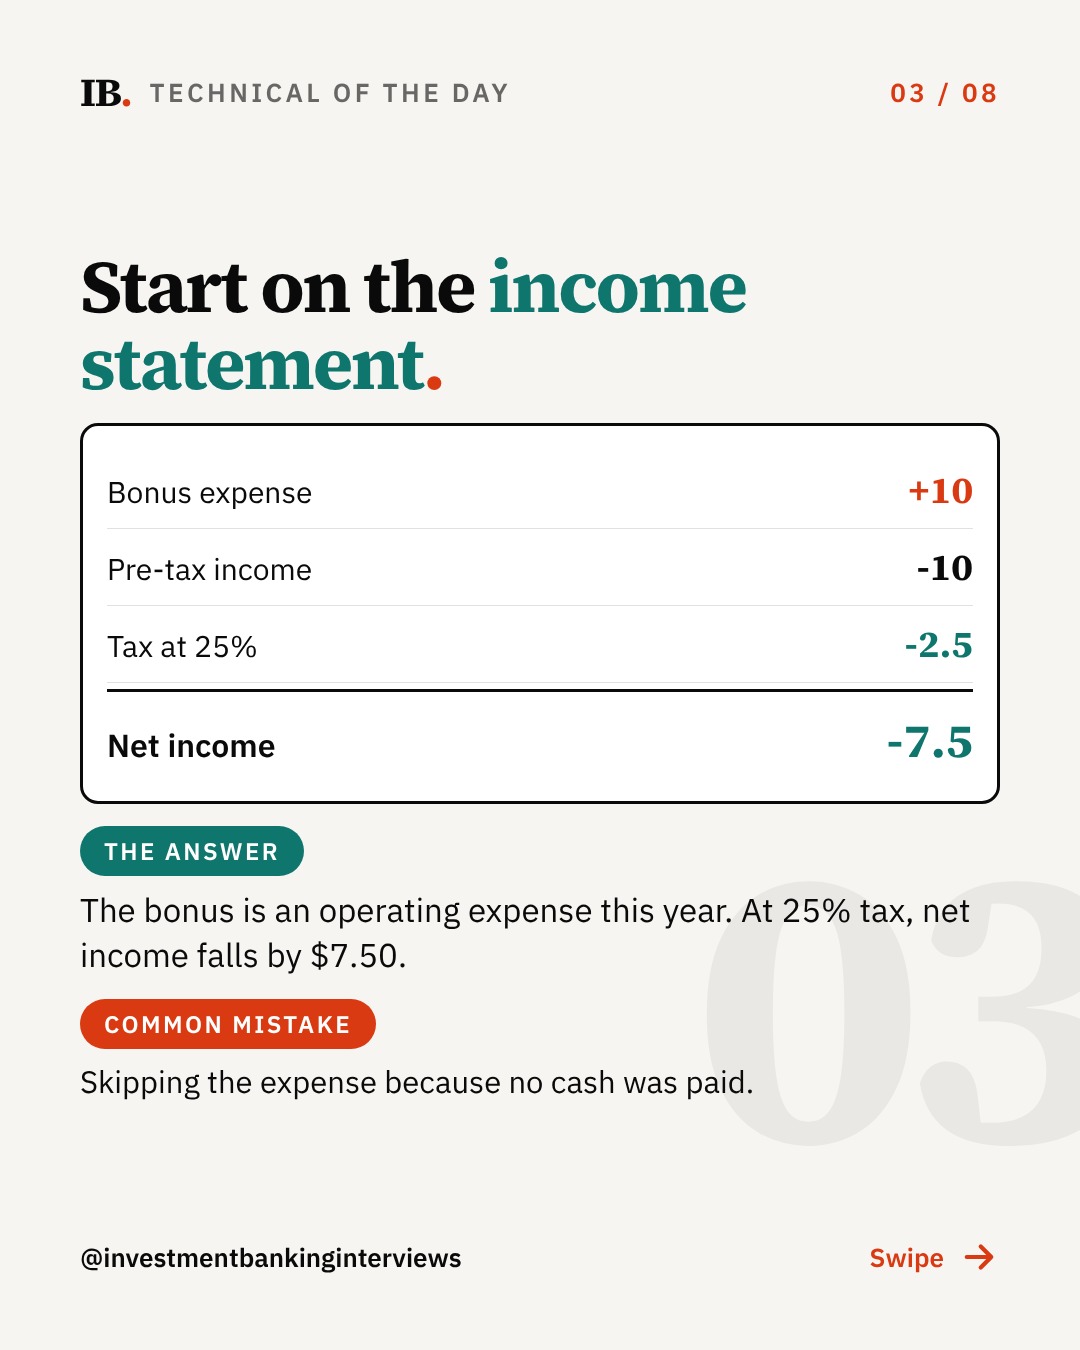 IB. TECHNICAL OF THE DAY 03 / 08
Start on the income
statement.
Bonus expense +10
Pre-tax income -10
Tax at 25% -2.5
Net income -7.5
THE ANSWER
The bonus is an operating expense this year. At 25% tax, net
income falls by $7.50.
COMMON MISTAKE
Skipping the expense because no cash was paid.
03
@investmentbankinginterviews Swipe →